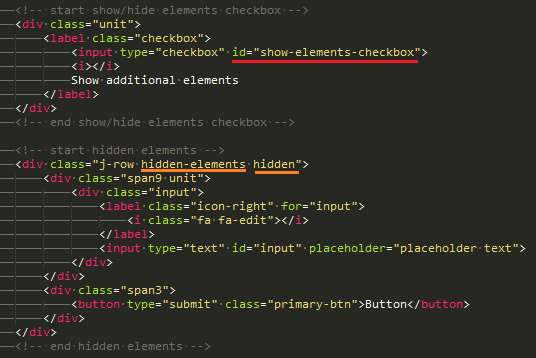 <!-- start show/hide elements checkbox -->
<div class="unit">
<label class="checkbox">
<input type="checkbox" id="show-elements-checkbox">
<i></i>
Show additional elements
</label>
</div>
<!-- end show/hide elements checkbox -->
<!-- start hidden elements -->
<div class="j-row hidden-elements hidden">
<div class="span9 unit">
<div class="input">
<label class="icon-right" for="input">
<i class="fa fa-edit"></i>
</label>
<input type="text" id="input" placeholder="placeholder text">
</div>
</div>
<div class="span3">
<button type="submit" class="primary-btn">Button</button>
</div>
</div>
<!-- end hidden elements -->